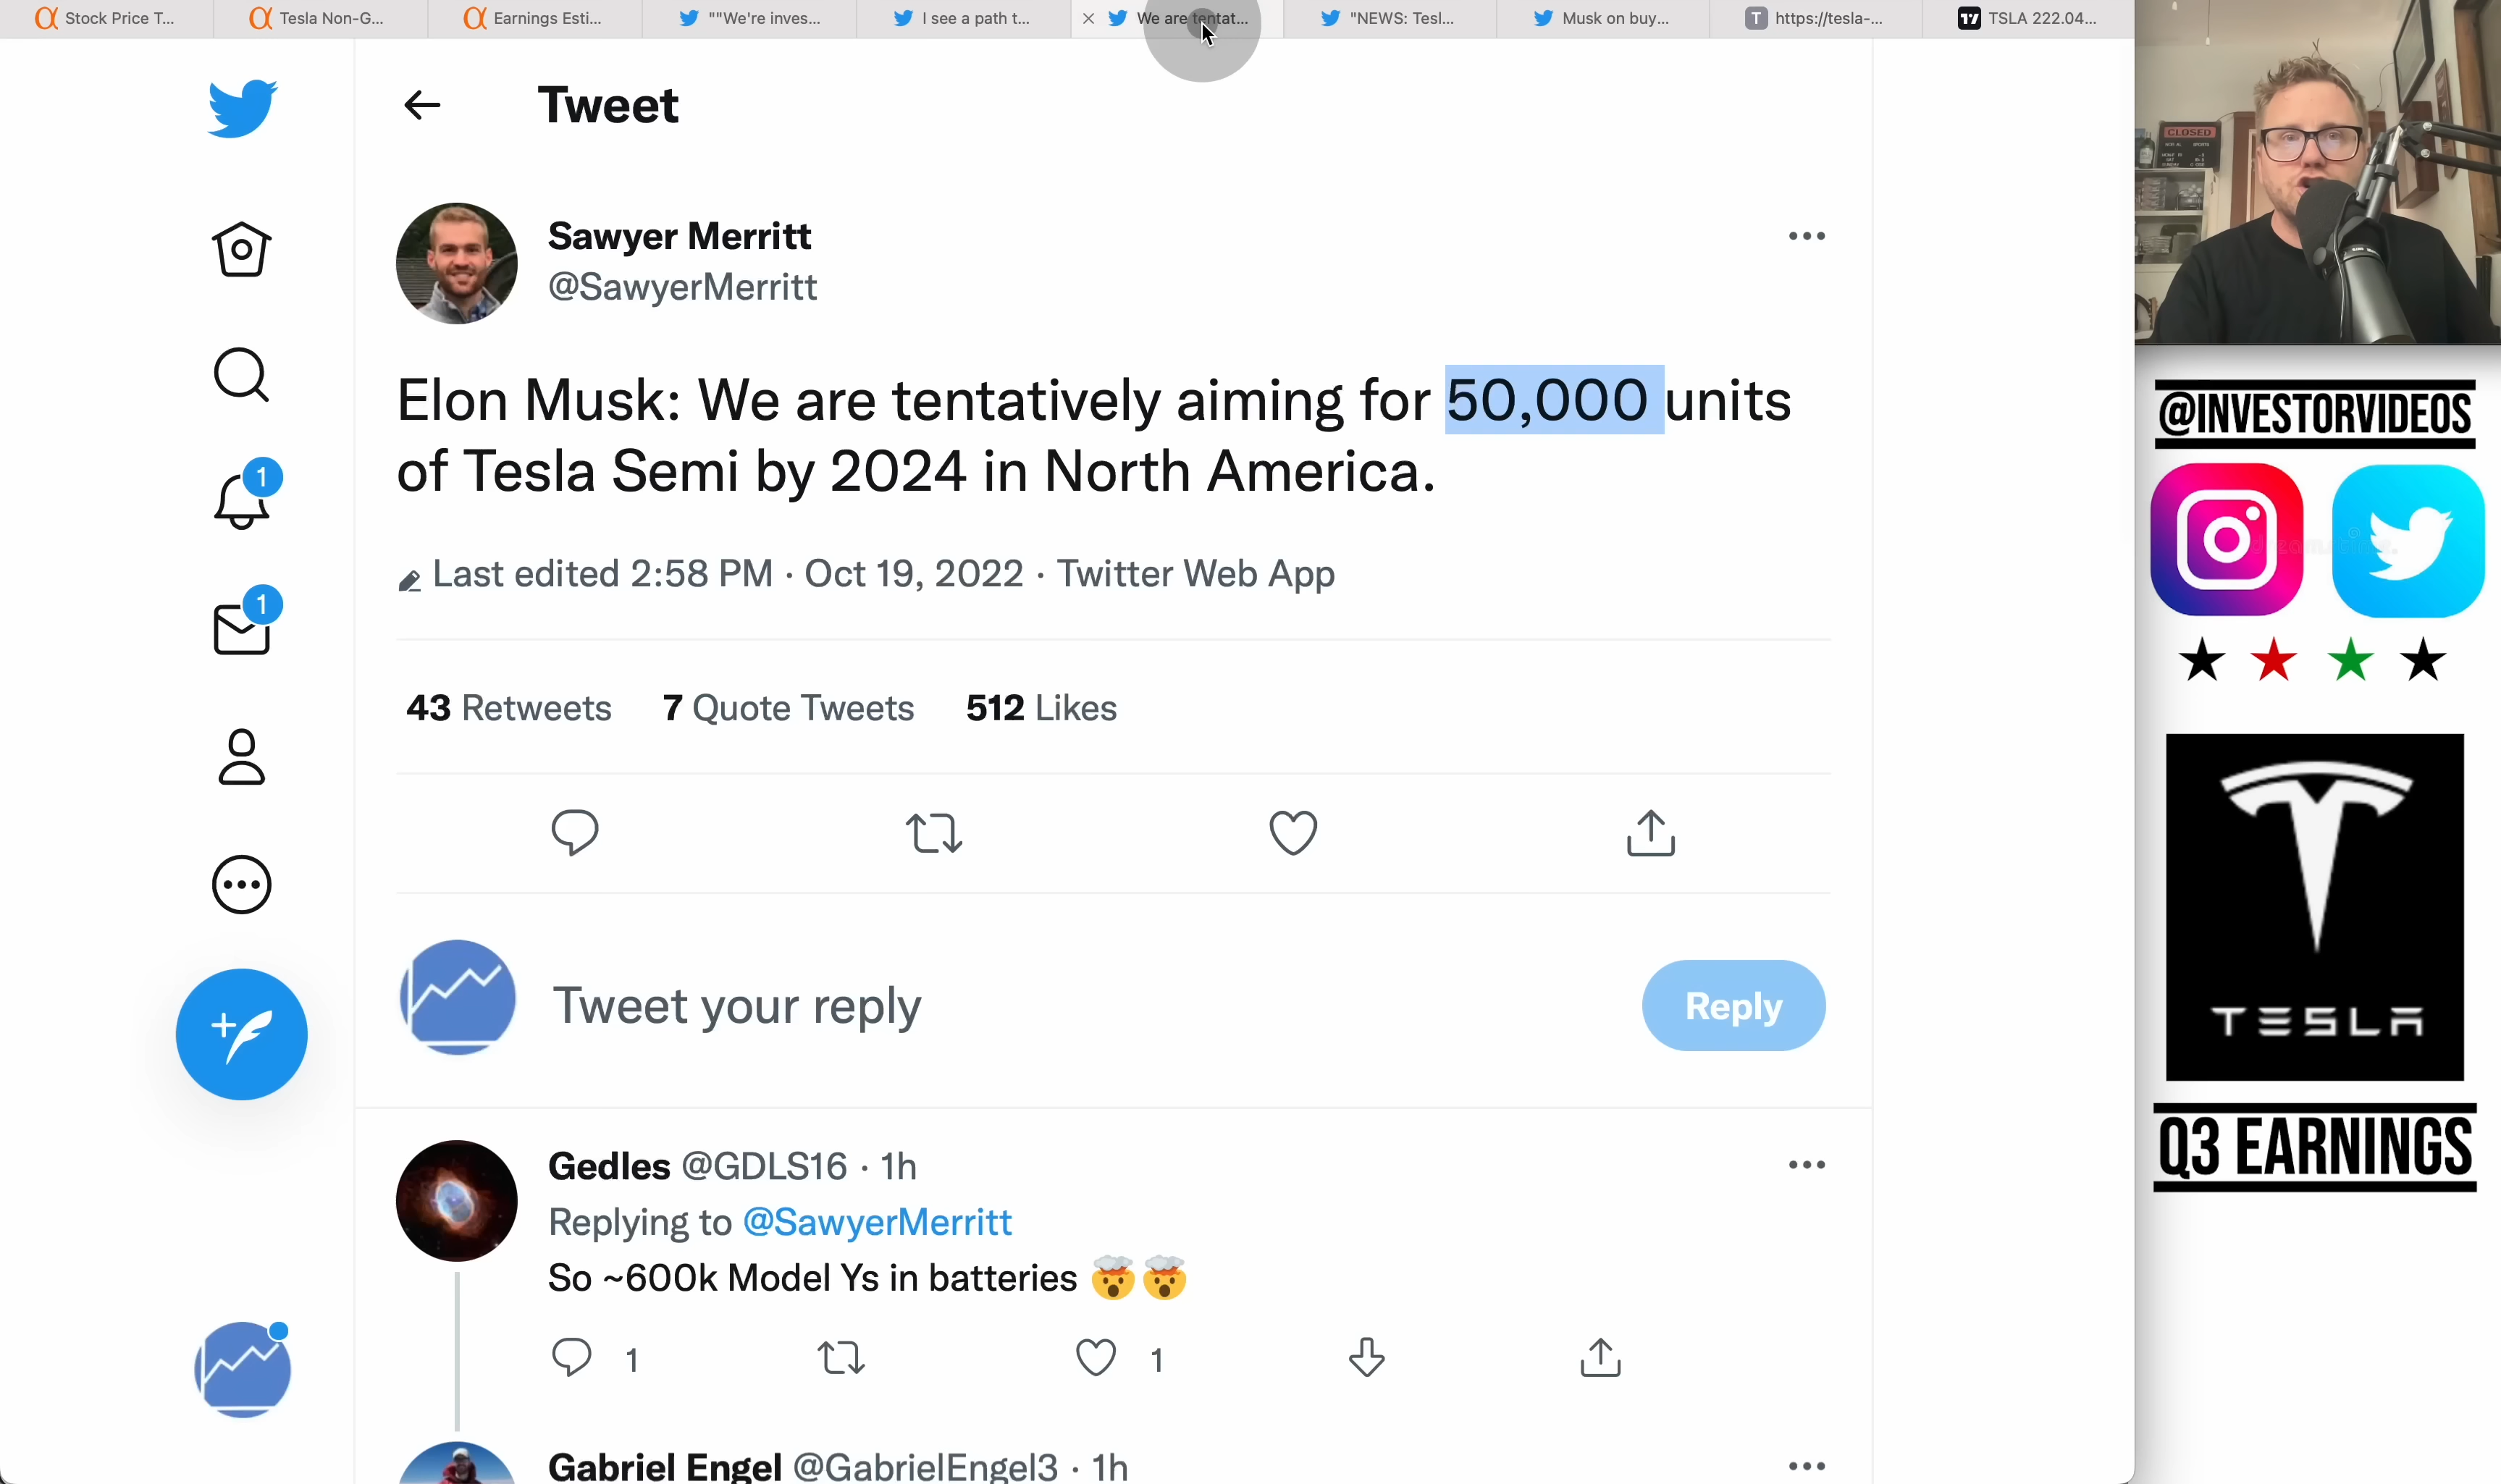 Stock Price T...
Tesla Non-G...
Earnings Esti...
""We're inves...
I see a path t...
We are tentat...
"NEWS: Tesl...
Musk on buy...
T
https://tesla-...
TSLA 222.04...
Tweet
Sawyer Merritt
@SawyerMerritt
Elon Musk: We are tentatively aiming for 50,000 units
of Tesla Semi by 2024 in North America.
Last edited 2:58 PM · Oct 19, 2022 · Twitter Web App
43 Retweets 7 Quote Tweets 512 Likes
1
1
Tweet your reply
Reply
Gedles @GDLS16 · 1h
Replying to @SawyerMerritt
So ~600k Model Ys in batteries 🤯🤯
1
1
Gabriel Engel @GabrielEngel3 · 1h
CLOSED
@INVESTORVIDEOS
TESLA
Q3 EARNINGS